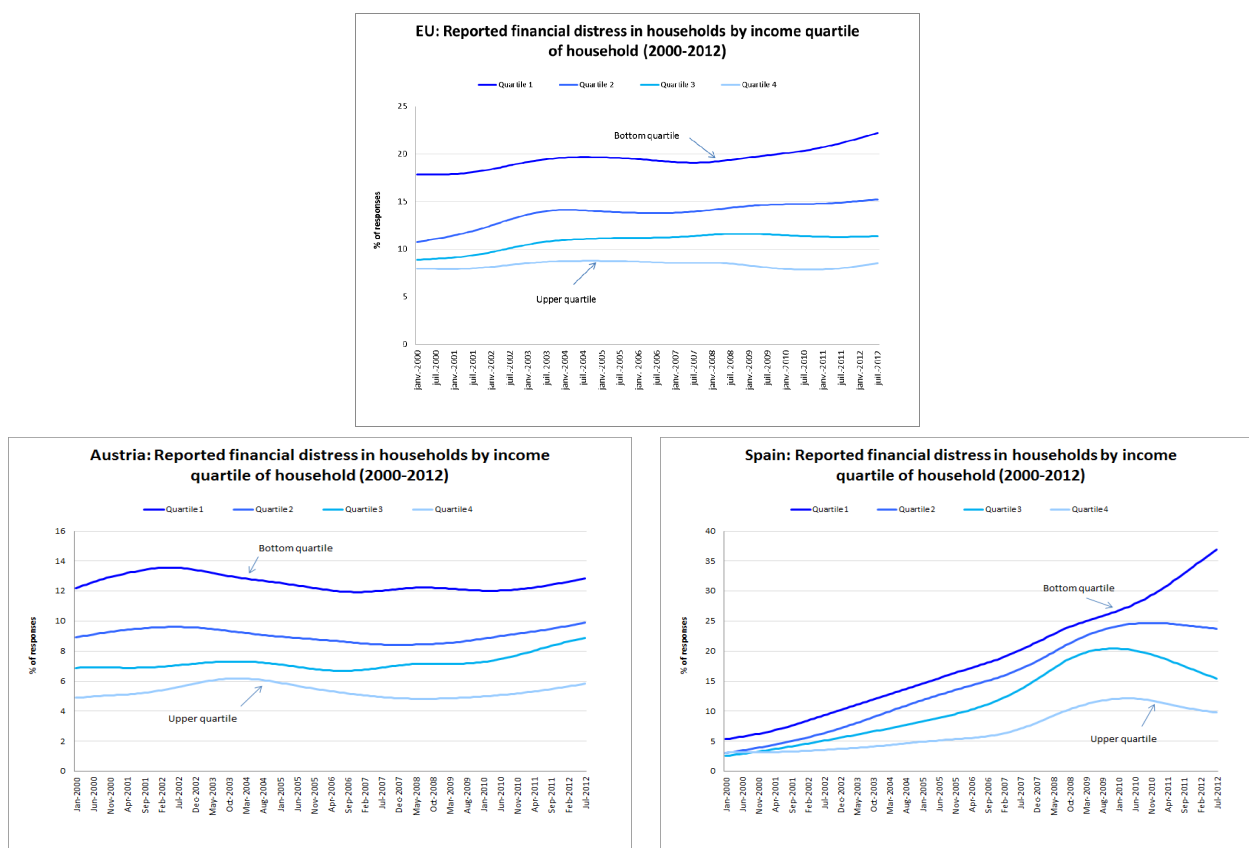 EU: Reported financial distress in households by income quartile
of household (2000-2012)
Quartile 1 Quartile 2 Quartile 3 Quartile 4
25
20
15
10
5
0
% of responses
Bottom quartile
Upper quartile
janv.-2000
juil.-2000
janv.-2001
juil.-2001
janv.-2002
juil.-2002
janv.-2003
juil.-2003
janv.-2004
juil.-2004
janv.-2005
juil.-2005
janv.-2006
juil.-2006
janv.-2007
juil.-2007
janv.-2008
juil.-2008
janv.-2009
juil.-2009
janv.-2010
juil.-2010
janv.-2011
juil.-2011
janv.-2012
juil.-2012
Austria: Reported financial distress in households by income
quartile of household (2000-2012)
Quartile 1 Quartile 2 Quartile 3 Quartile 4
16
14
12
10
8
6
4
2
0
% of responses
Bottom quartile
Upper quartile
Jan-2000
Jun-2000
Nov-2000
Apr-2001
Sep-2001
Feb-2002
Jul-2002
Dec-2002
May-2003
Oct-2003
Mar-2004
Aug-2004
Jan-2005
Jun-2005
Nov-2005
Apr-2006
Sep-2006
Feb-2007
Jul-2007
Dec-2007
May-2008
Oct-2008
Mar-2009
Aug-2009
Jan-2010
Jun-2010
Nov-2010
Apr-2011
Sep-2011
Feb-2012
Jul-2012
Spain: Reported financial distress in households by income
quartile of household (2000-2012)
Quartile 1 Quartile 2 Quartile 3 Quartile 4
40
35
30
25
20
15
10
5
0
% of responses
Bottom quartile
Upper quartile
Jan-2000
Jun-2000
Nov-2000
Apr-2001
Sep-2001
Feb-2002
Jul-2002
Dec-2002
May-2003
Oct-2003
Mar-2004
Aug-2004
Jan-2005
Jun-2005
Nov-2005
Apr-2006
Sep-2006
Feb-2007
Jul-2007
Dec-2007
May-2008
Oct-2008
Mar-2009
Aug-2009
Jan-2010
Jun-2010
Nov-2010
Apr-2011
Sep-2011
Feb-2012
Jul-2012